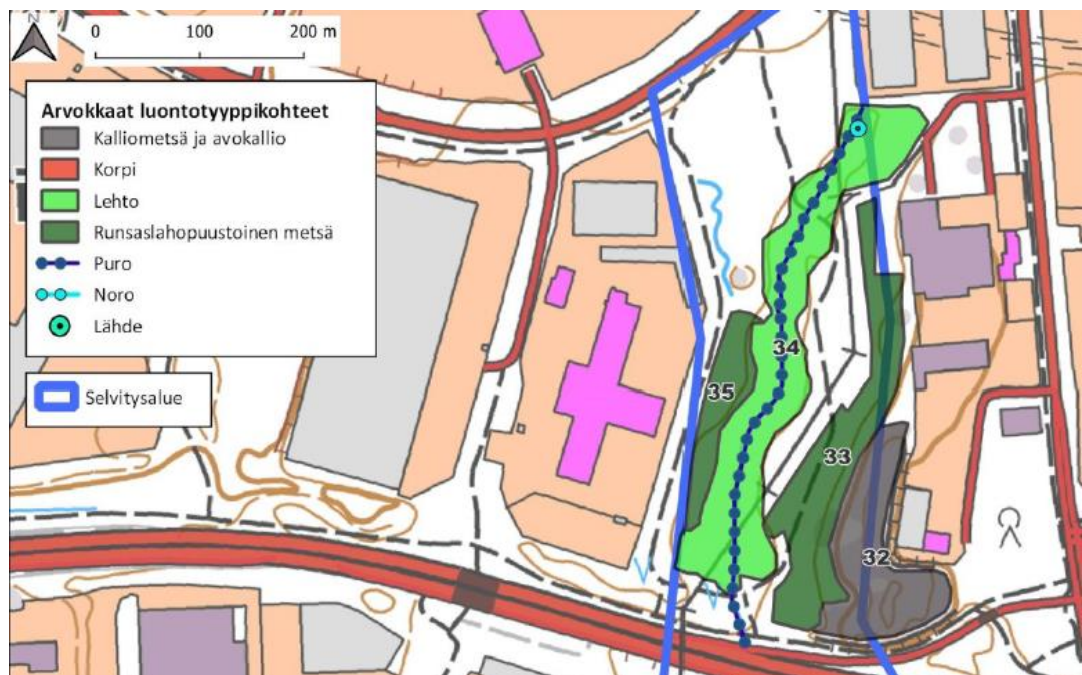 N
0 100 200 m
Arvokkaat luontotyyppikohteet
Kalliometsä ja avokallio
Korpi
Lehto
Runsaslahopuustoinen metsä
Puro
Noro
Lähde
Selvitysalue
34
35
33
32